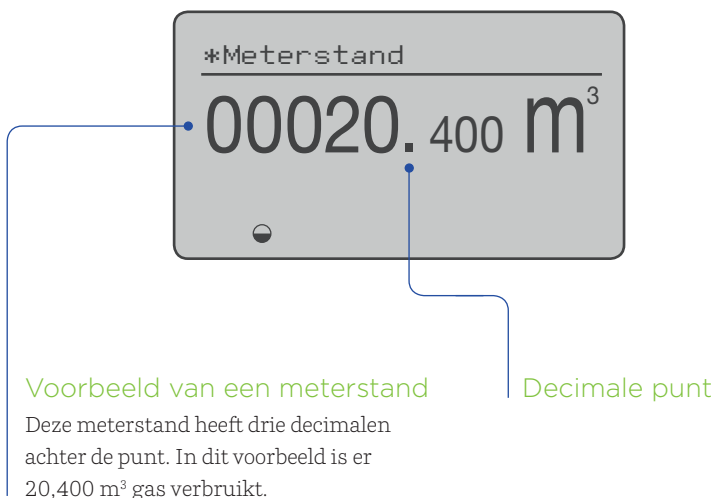 *Meterstand
00020.400 m³
Voorbeeld van een meterstand
Deze meterstand heeft drie decimalen
achter de punt. In dit voorbeeld is er
20,400 m³ gas verbruikt.
Decimale punt